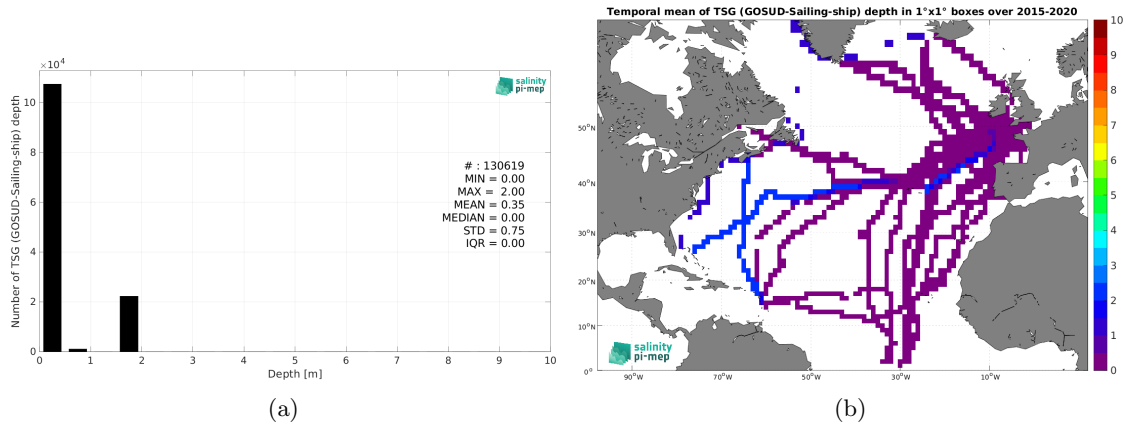 ×10⁴
10
8
6
4
2
0
Number of TSG (GOSUD-Sailing-ship) depth
salinity
pi-mep
# : 130619
MIN = 0.00
MAX = 2.00
MEAN = 0.35
MEDIAN = 0.00
STD = 0.75
IQR = 0.00
0 1 2 3 4 5 6 7 8 9 10
Depth [m]
(a)
Temporal mean of TSG (GOSUD-Sailing-ship) depth in 1°x1° boxes over 2015-2020
50°N
40°N
30°N
20°N
10°N
0°
90°W 70°W 50°W 30°W 10°W
salinity
pi-mep
10
9
8
7
6
5
4
3
2
1
0
(b)